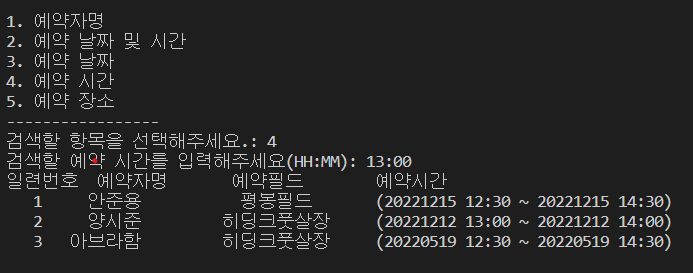 1. 예약자명
2. 예약 날짜 및 시간
3. 예약 날짜
4. 예약 시간
5. 예약 장소
-----------------
검색할 항목을 선택해주세요.: 4
검색할 예약 시간를 입력해주세요(HH:MM): 13:00
일련번호 예약자명 예약필드 예약시간
1 안준용 평봉필드 (20221215 12:30 ~ 20221215 14:30)
2 양시준 히딩크풋살장 (20221212 13:00 ~ 20221212 14:00)
3 아브라함 히딩크풋살장 (20220519 12:30 ~ 20220519 14:30)